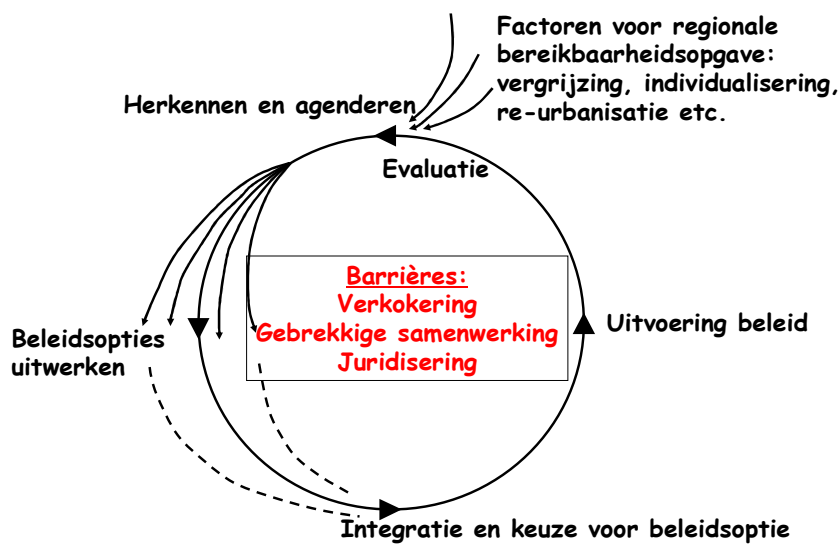 Factoren voor regionale
bereikbaarheidsopgave:
vergrijzing, individualisering,
re-urbanisatie etc.
Herkennen en agenderen
Evaluatie
Barrières:
Verkokering
Gebrekkige samenwerking
Juridisering
Uitvoering beleid
Beleidsopties
uitwerken
Integratie en keuze voor beleidsoptie